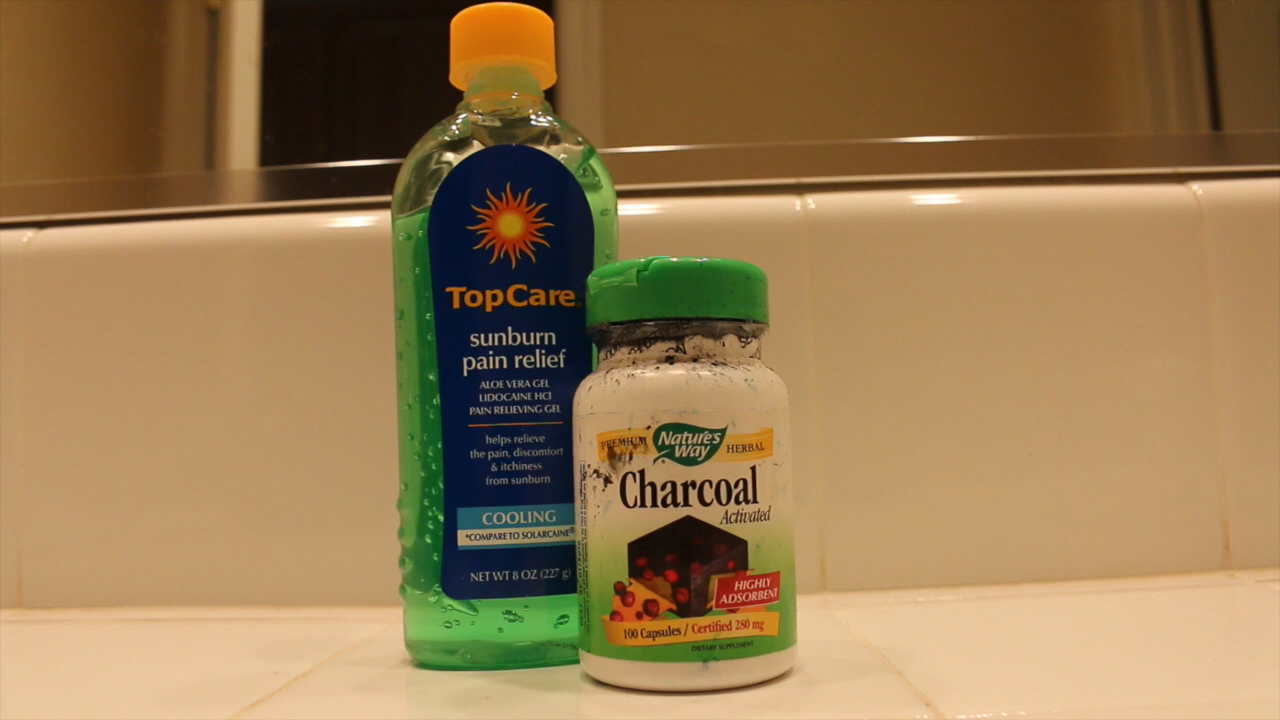 TopCare
sunburn
pain relief
ALOE VERA GEL
LIDOCAINE HCl
PAIN RELIEVING GEL
helps relieve
the pain, discomfort
& itchiness
from sunburn
COOLING
*COMPARE TO SOLARCAINE®
NET WT 8 OZ (227 g)
PREMIUM Nature's Way HERBAL
Charcoal
Activated
HIGHLY
ADSORBENT
100 Capsules / Certified 280 mg
DIETARY SUPPLEMENT